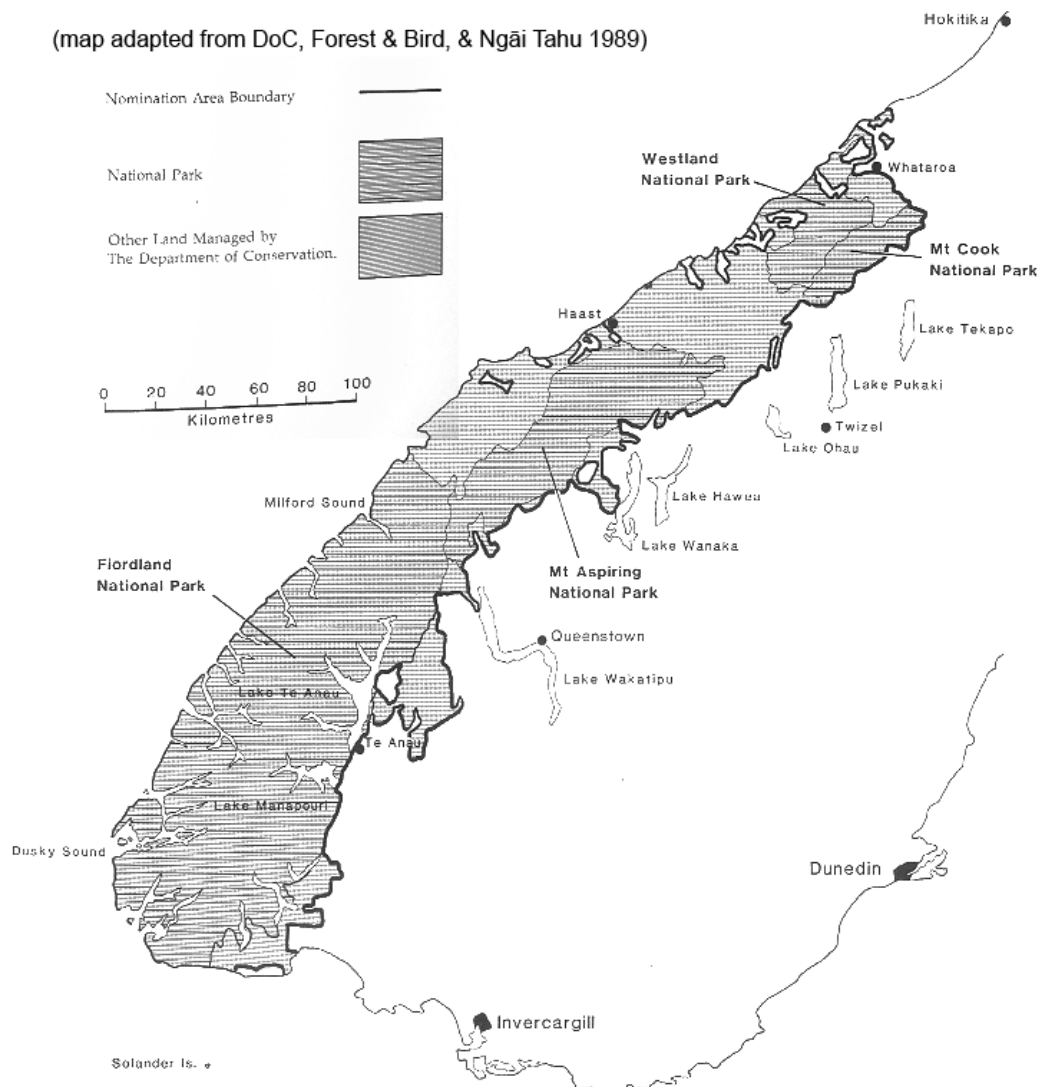 (map adapted from DoC, Forest & Bird, & Ngāi Tahu 1989)
Hokitika
Nomination Area Boundary
National Park
Other Land Managed by
The Department of Conservation.
Westland
National Park
Whataroa
Mt Cook
National Park
Haast
Lake Tekapo
Lake Pukaki
0 20 40 60 80 100
Kilometres
Twizel
Lake Ohau
Milford Sound
Lake Hawea
Lake Wanaka
Fiordland
National Park
Mt Aspiring
National Park
Queenstown
Lake Wakatipu
Lake Te Anau
Te Anau
Lake Manapouri
Dusky Sound
Dunedin
Invercargill
Solander Is.